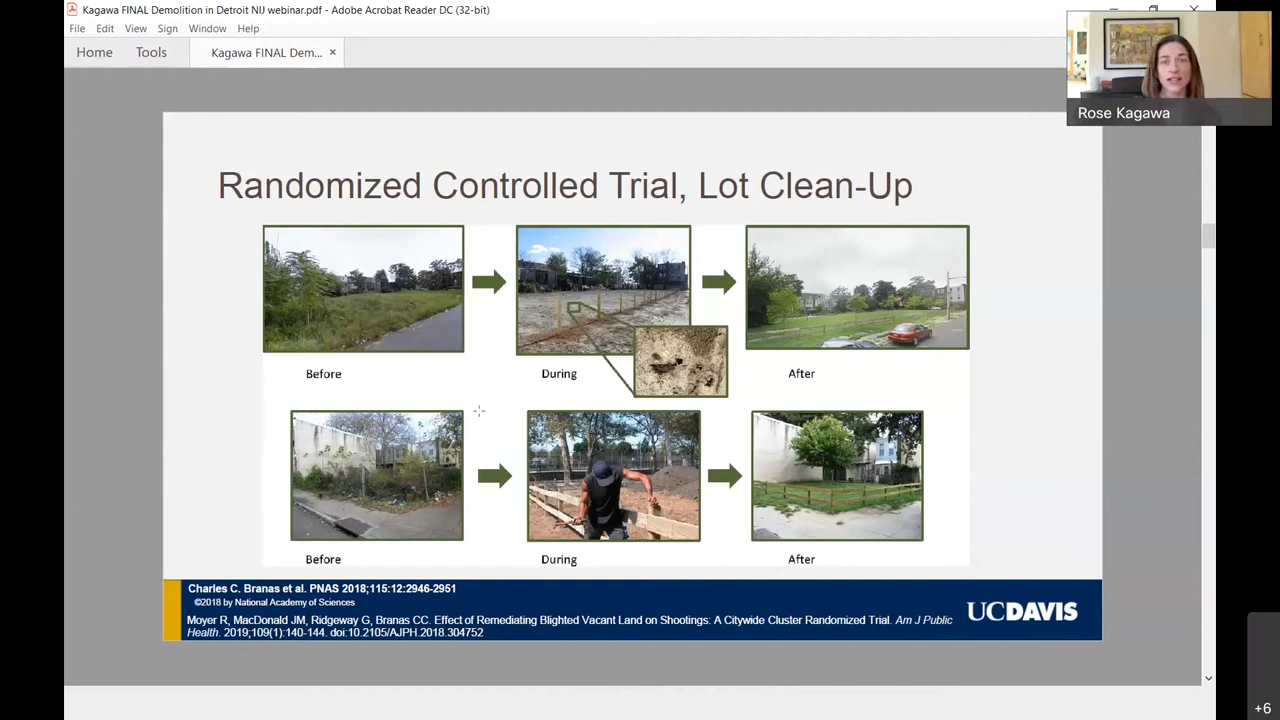 Kagawa FINAL Demolition in Detroit NIJ webinar.pdf - Adobe Acrobat Reader DC (32-bit)
File Edit View Sign Window Help
Home Tools Kagawa FINAL Dem... ×
Rose Kagawa
Randomized Controlled Trial, Lot Clean-Up
Before During After
Before During After
Charles C. Branas et al. PNAS 2018;115:12:2946-2951
©2018 by National Academy of Sciences
UCDAVIS
Moyer R, MacDonald JM, Ridgeway G, Branas CC. Effect of Remediating Blighted Vacant Land on Shootings: A Citywide Cluster Randomized Trial. Am J Public
Health. 2019;109(1):140-144. doi:10.2105/AJPH.2018.304752
+6